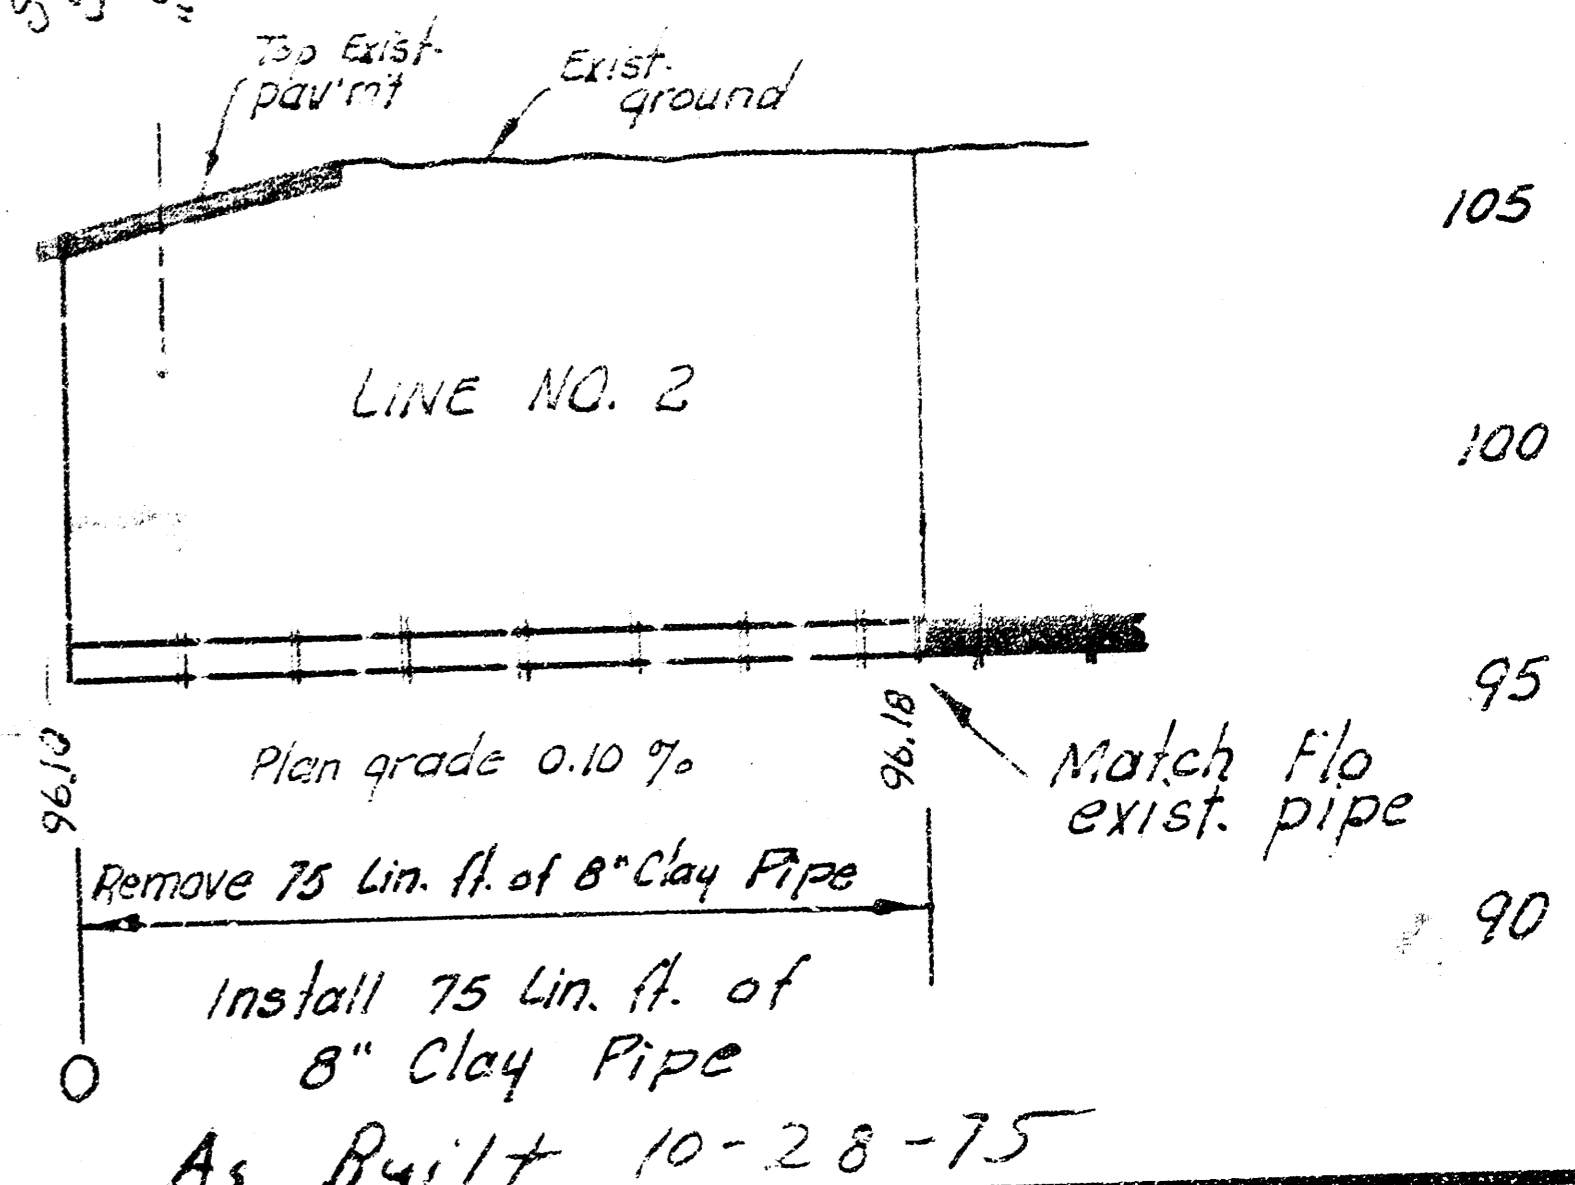 Top Exist.
pav'm't
Exist.
ground
105
LINE NO. 2
100
95
96.10
Plan grade 0.10 %
96.18
Match Flo
exist. pipe
Remove 75 Lin. ft. of 8" Clay Pipe
90
Install 75 Lin. ft. of
8" Clay Pipe
0
As Built 10-28-75